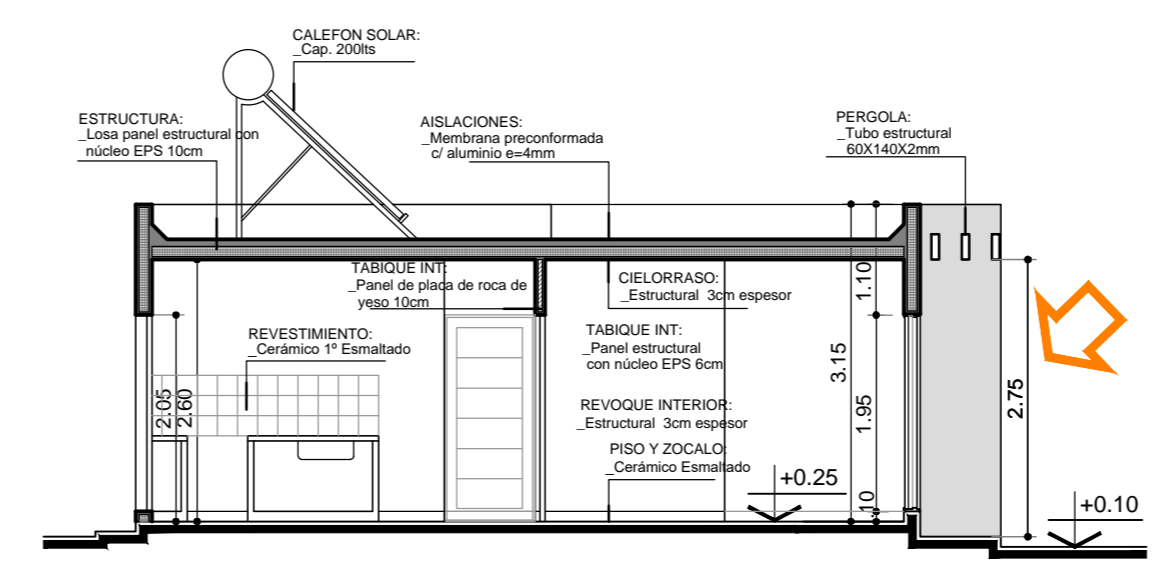 CALEFON SOLAR:
_Cap. 200lts
ESTRUCTURA:
_Losa panel estructural con
núcleo EPS 10cm
AISLACIONES:
_Membrana preconformada
c/ aluminio e=4mm
PERGOLA:
_Tubo estructural
60X140X2mm
TABIQUE INT:
_Panel de placa de roca de
yeso 10cm
CIELORRASO:
_Estructural 3cm espesor
REVESTIMIENTO:
_Cerámico 1º Esmaltado
TABIQUE INT:
_Panel estructural
con núcleo EPS 6cm
REVOQUE INTERIOR:
_Estructural 3cm espesor
PISO Y ZOCALO:
_Cerámico Esmaltado
2.05
2.60
3.15
1.10
1.95
.10
2.75
+0.25
+0.10